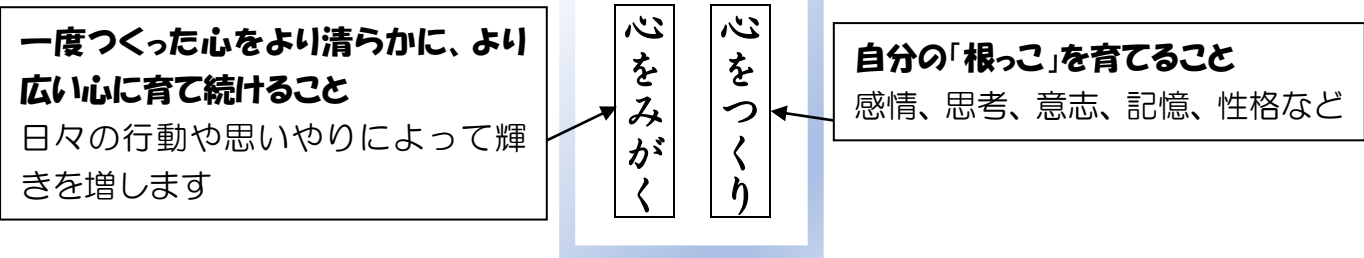 一度つくった心をより清らかに、より
広い心に育て続けること
日々の行動や思いやりによって輝
きを増します
心をつくり
心をみがく
自分の「根っこ」を育てること
感情、思考、意志、記憶、性格など